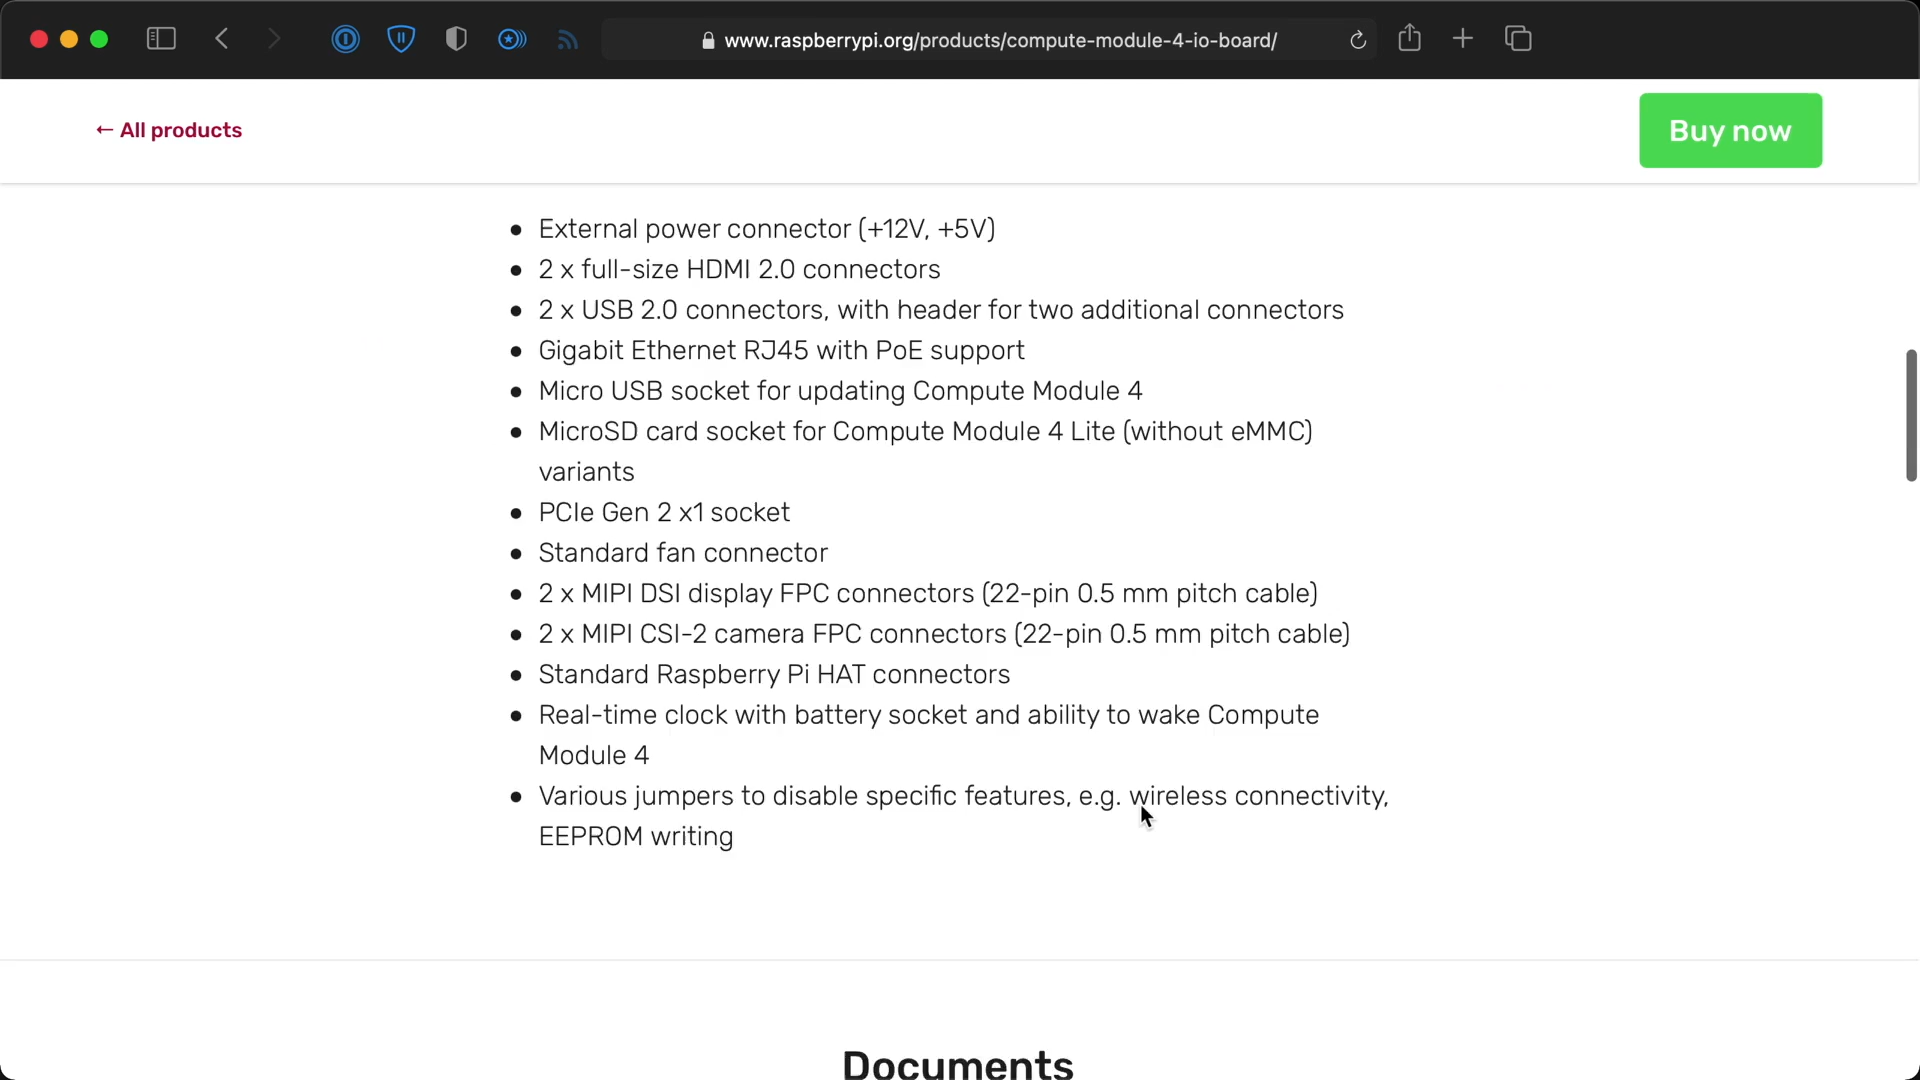 www.raspberrypi.org/products/compute-module-4-io-board/
← All products
Buy now
• External power connector (+12V, +5V)
• 2 x full-size HDMI 2.0 connectors
• 2 x USB 2.0 connectors, with header for two additional connectors
• Gigabit Ethernet RJ45 with PoE support
• Micro USB socket for updating Compute Module 4
• MicroSD card socket for Compute Module 4 Lite (without eMMC)
variants
• PCIe Gen 2 x1 socket
• Standard fan connector
• 2 x MIPI DSI display FPC connectors (22-pin 0.5 mm pitch cable)
• 2 x MIPI CSI-2 camera FPC connectors (22-pin 0.5 mm pitch cable)
• Standard Raspberry Pi HAT connectors
• Real-time clock with battery socket and ability to wake Compute
Module 4
• Various jumpers to disable specific features, e.g. wireless connectivity,
EEPROM writing
Documents